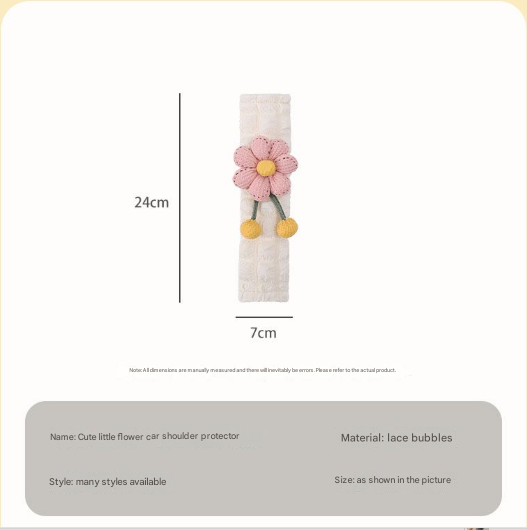 24cm
7cm
Note: All dimensions are manually measured and there will inevitably be errors. Please refer to the actual product.
Name: Cute little flower car shoulder protector
Material: lace bubbles
Style: many styles available
Size: as shown in the picture